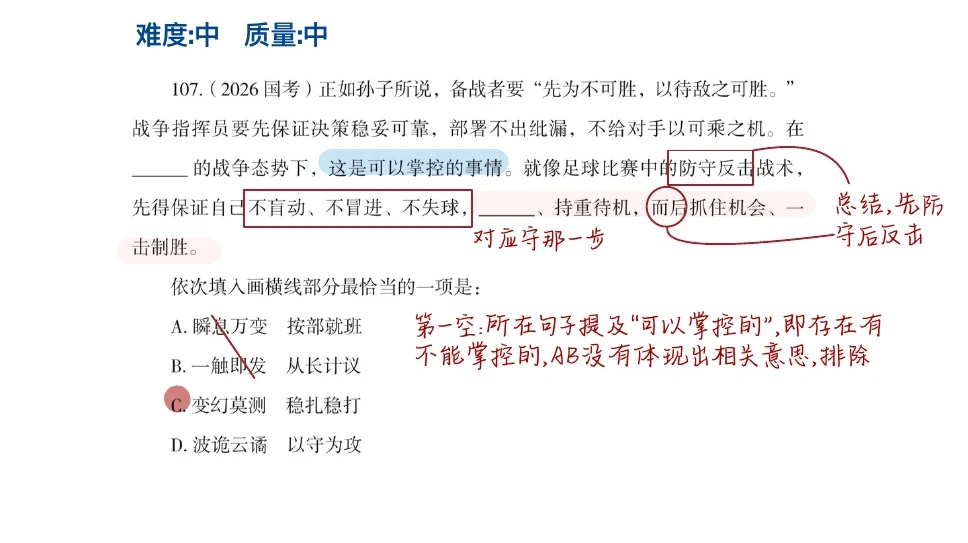 难度:中 质量:中
107.（2026 国考）正如孙子所说，备战者要“先为不可胜，以待敌之可胜。”
战争指挥员要先保证决策稳妥可靠，部署不出纰漏，不给对手以可乘之机。在
______ 的战争态势下，这是可以掌控的事情。就像足球比赛中的防守反击战术，
先得保证自己不盲动、不冒进、不失球，______、持重待机，而后抓住机会、一
击制胜。
总结,先防
守后反击
对应守那一步
依次填入画横线部分最恰当的一项是：
A. 瞬息万变 按部就班
B. 一触即发 从长计议
C. 变幻莫测 稳扎稳打
D. 波诡云谲 以守为攻
第一空:所在句子提及“可以掌控的”,即存在有
不能掌控的,AB没有体现出相关意思,排除